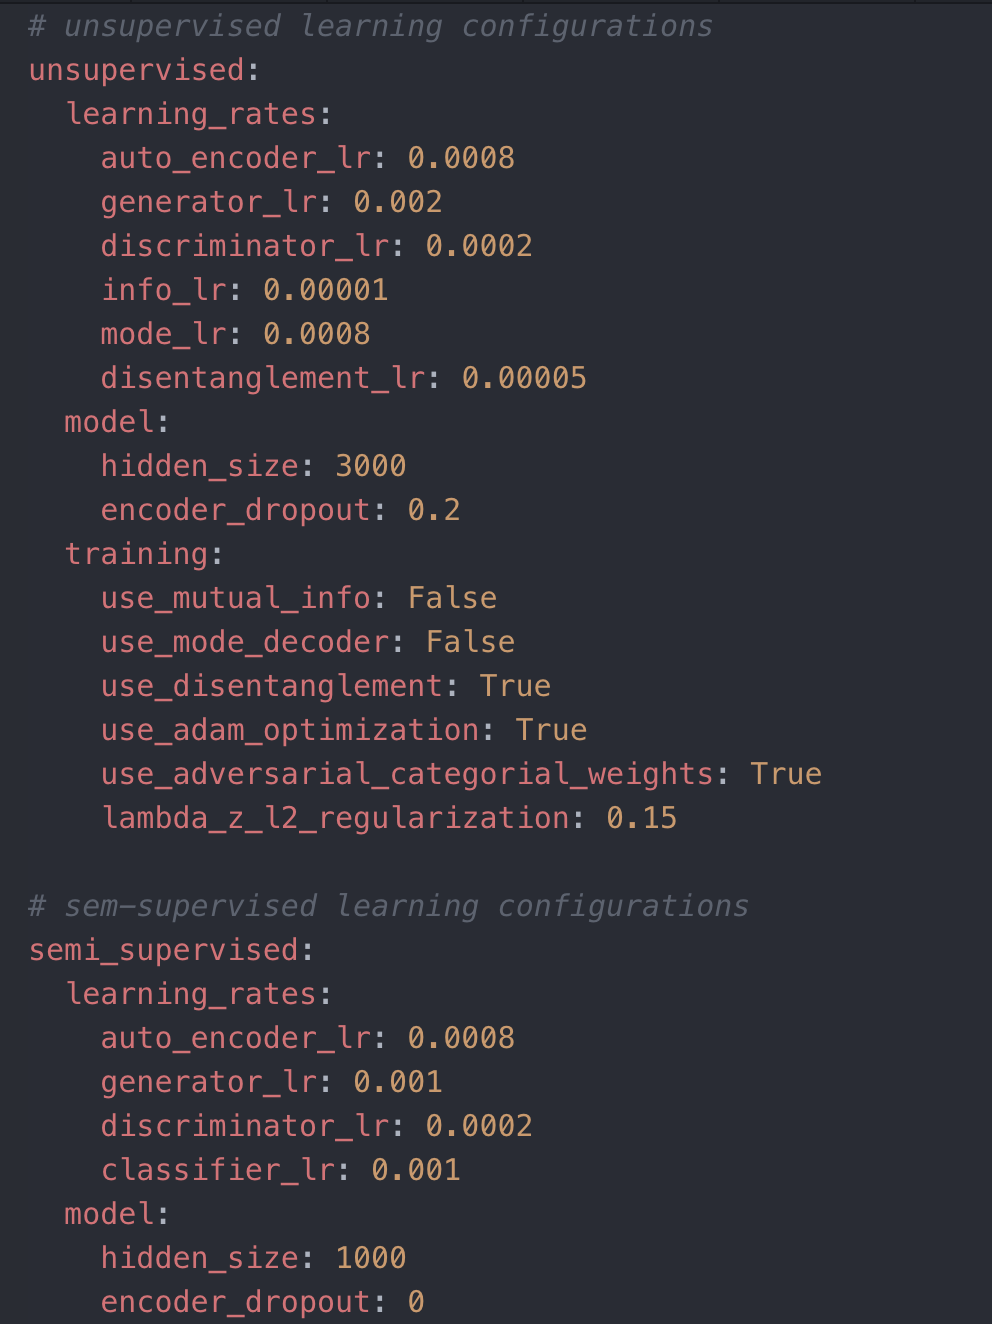 # unsupervised learning configurations
unsupervised:
  learning_rates:
    auto_encoder_lr: 0.0008
    generator_lr: 0.002
    discriminator_lr: 0.0002
    info_lr: 0.00001
    mode_lr: 0.0008
    disentanglement_lr: 0.00005
  model:
    hidden_size: 3000
    encoder_dropout: 0.2
  training:
    use_mutual_info: False
    use_mode_decoder: False
    use_disentanglement: True
    use_adam_optimization: True
    use_adversarial_categorial_weights: True
    lambda_z_l2_regularization: 0.15

# sem-supervised learning configurations
semi_supervised:
  learning_rates:
    auto_encoder_lr: 0.0008
    generator_lr: 0.001
    discriminator_lr: 0.0002
    classifier_lr: 0.001
  model:
    hidden_size: 1000
    encoder_dropout: 0